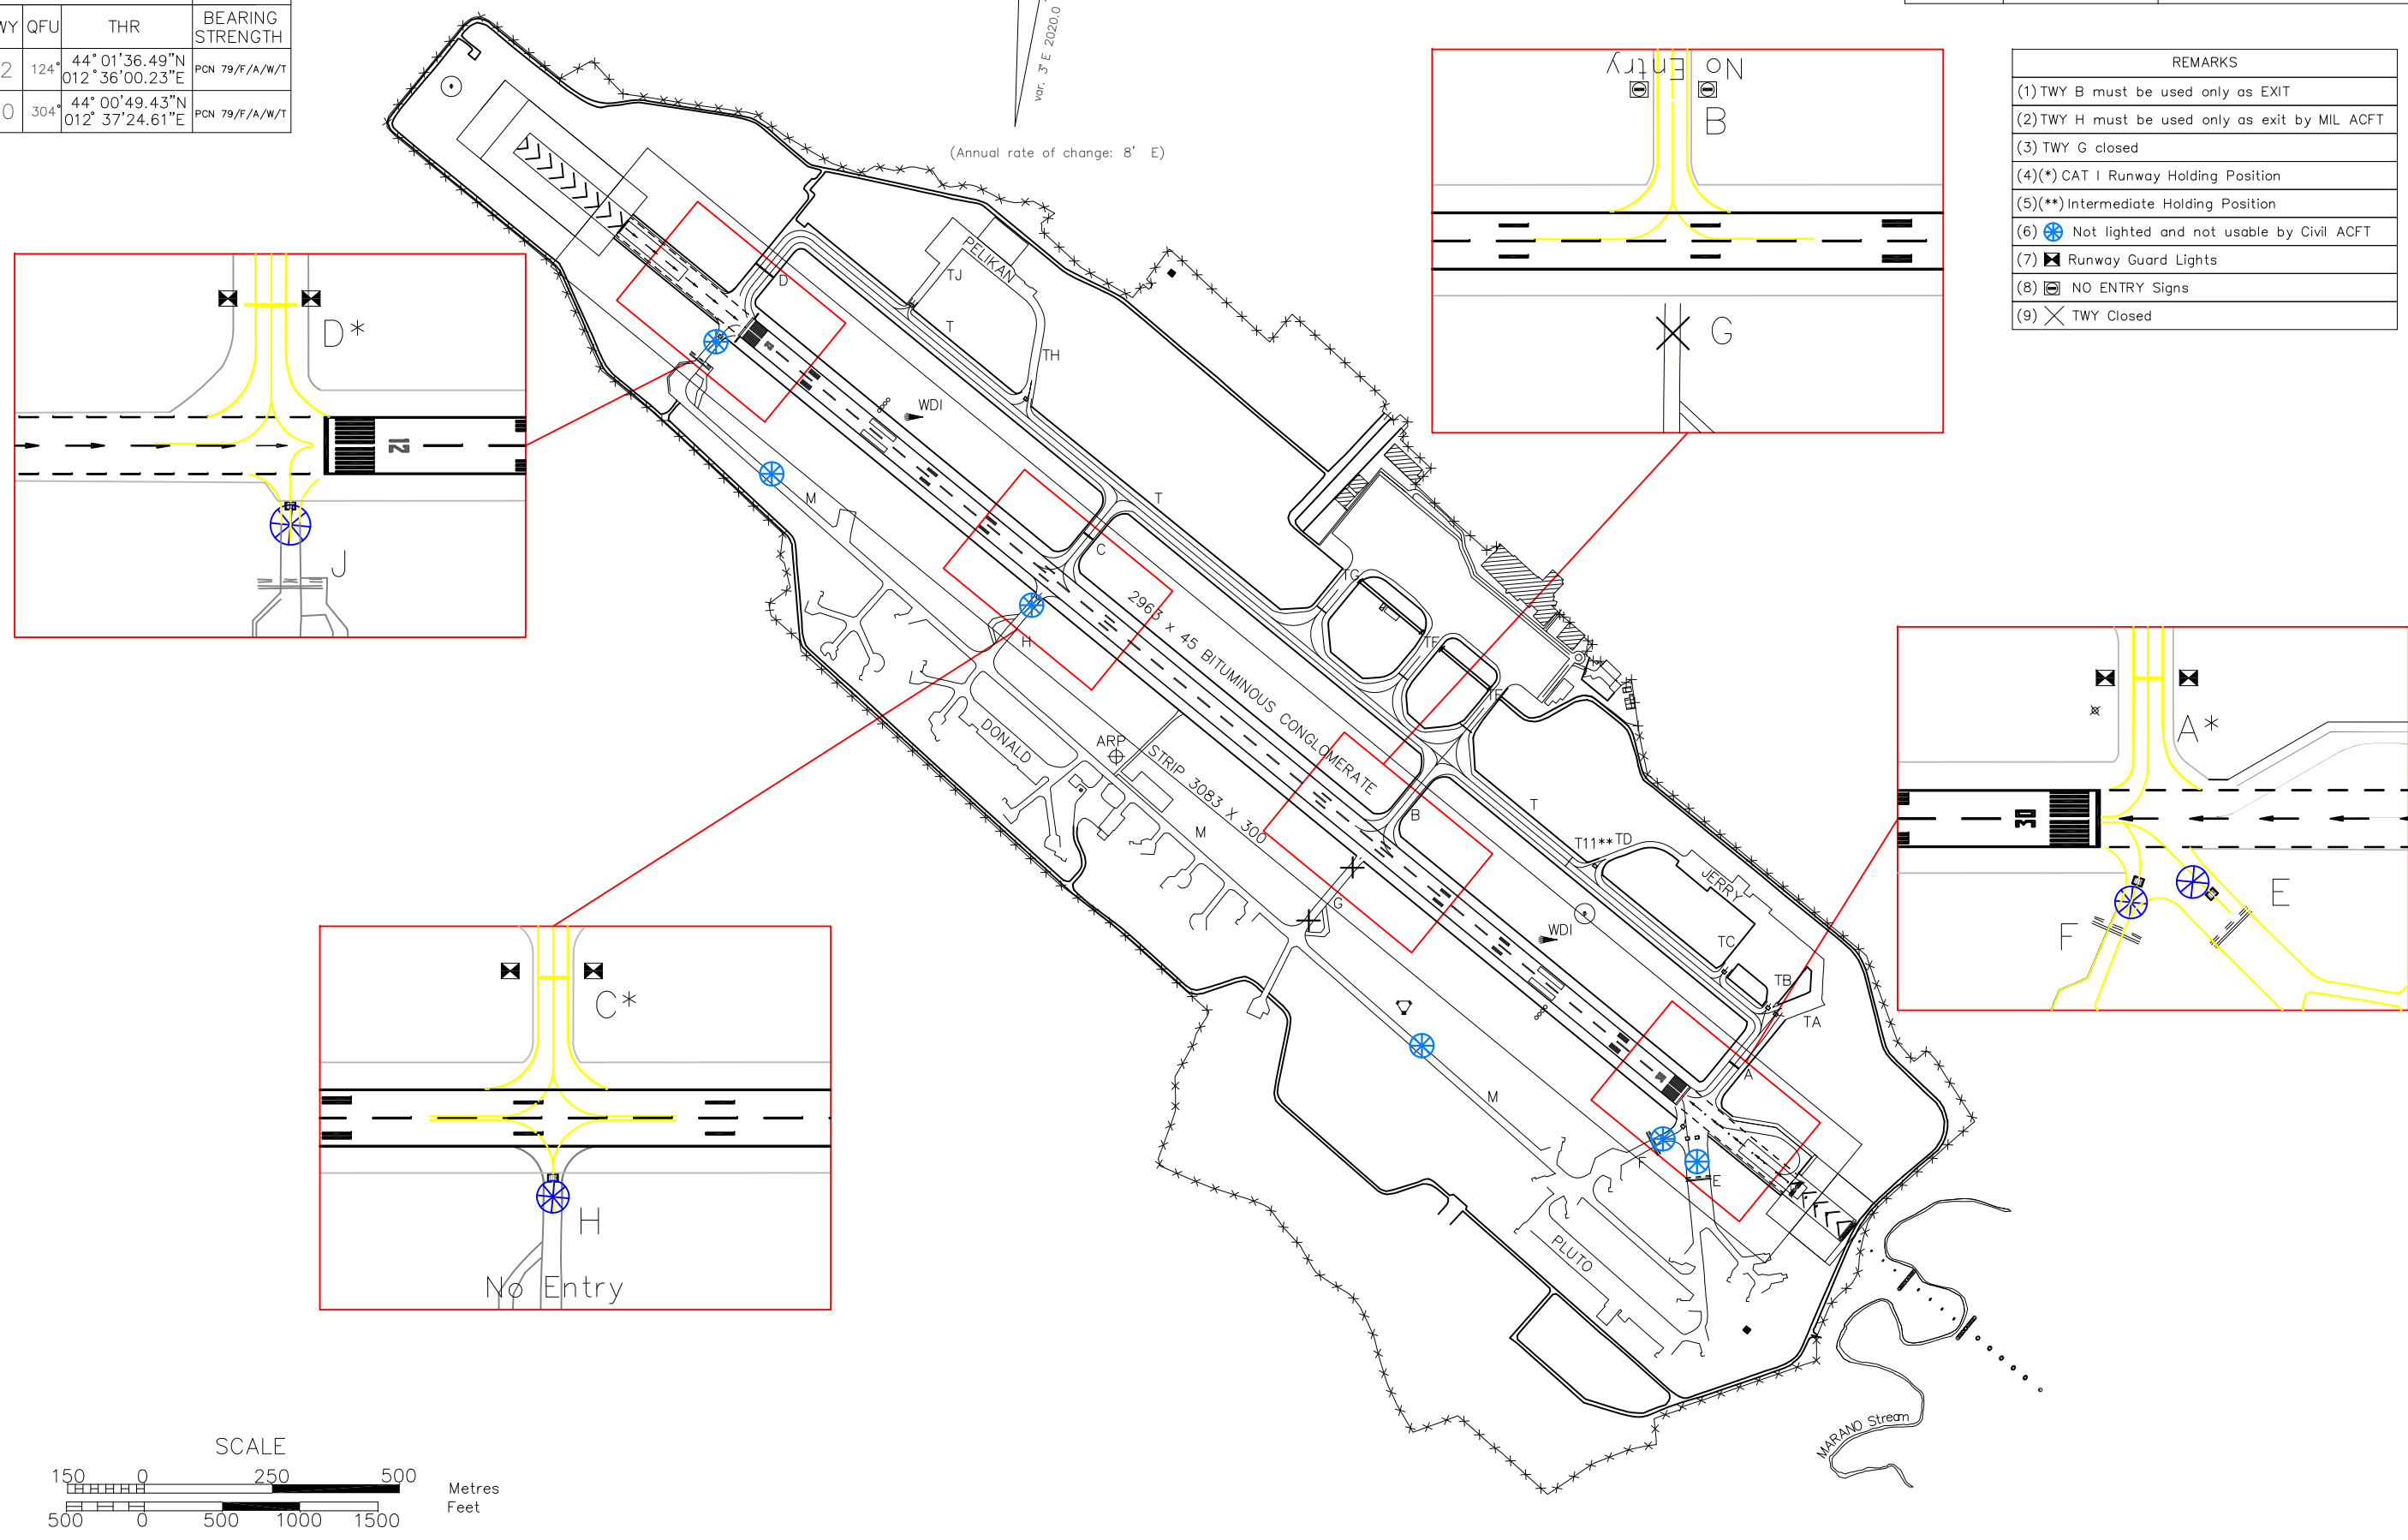 WY QFU THR BEARING STRENGTH
2 124° 44° 01'36.49"N 012°36'00.23"E PCN 79/F/A/W/T
0 304° 44° 00'49.43"N 012° 37'24.61"E PCN 79/F/A/W/T
var. 3° E 2020.0
(Annual rate of change: 8' E)
No Entry
B
G
REMARKS
(1) TWY B must be used only as EXIT
(2) TWY H must be used only as exit by MIL ACFT
(3) TWY G closed
(4)(*) CAT I Runway Holding Position
(5)(**) Intermediate Holding Position
(6) Not lighted and not usable by Civil ACFT
(7) Runway Guard Lights
(8) NO ENTRY Signs
(9) TWY Closed
D*
12
J
PELIKAN
TJ
D
T
TH
WDI
M
T
C
TG
TF
TE
H
2963 x 45 BITUMINOUS CONGLOMERATE
DONALD
ARP
STRIP 3083 X 300
M
B
T
T11** TD
JERRY
G
WDI
TC
TB
TA
A
M
F
E
PLUTO
MARANO Stream
A*
30
E
F
C*
H
No Entry
SCALE
150 0 250 500
Metres
Feet
500 0 500 1000 1500